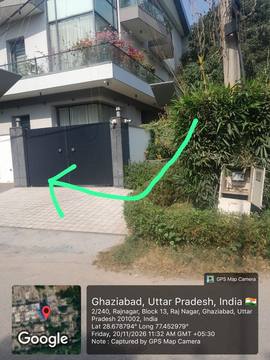 GPS Map Camera
Ghaziabad, Uttar Pradesh, India 🇮🇳
2/240, Rajnagar, Block 13, Raj Nagar, Ghaziabad, Uttar
Pradesh 201002, India
Lat 28.678794° Long 77.452979°
Friday, 20/11/2026 11:32 AM GMT +05:30
Note : Captured by GPS Map Camera
Google